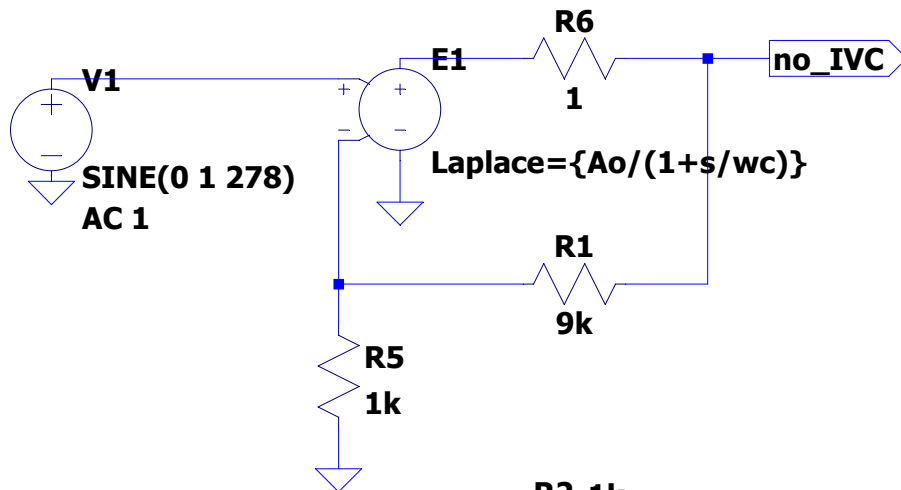 R6
E1
no_IVC
V1
1
Laplace={Ao/(1+s/wc)}
SINE(0 1 278)
AC 1
R1
9k
R5
1k